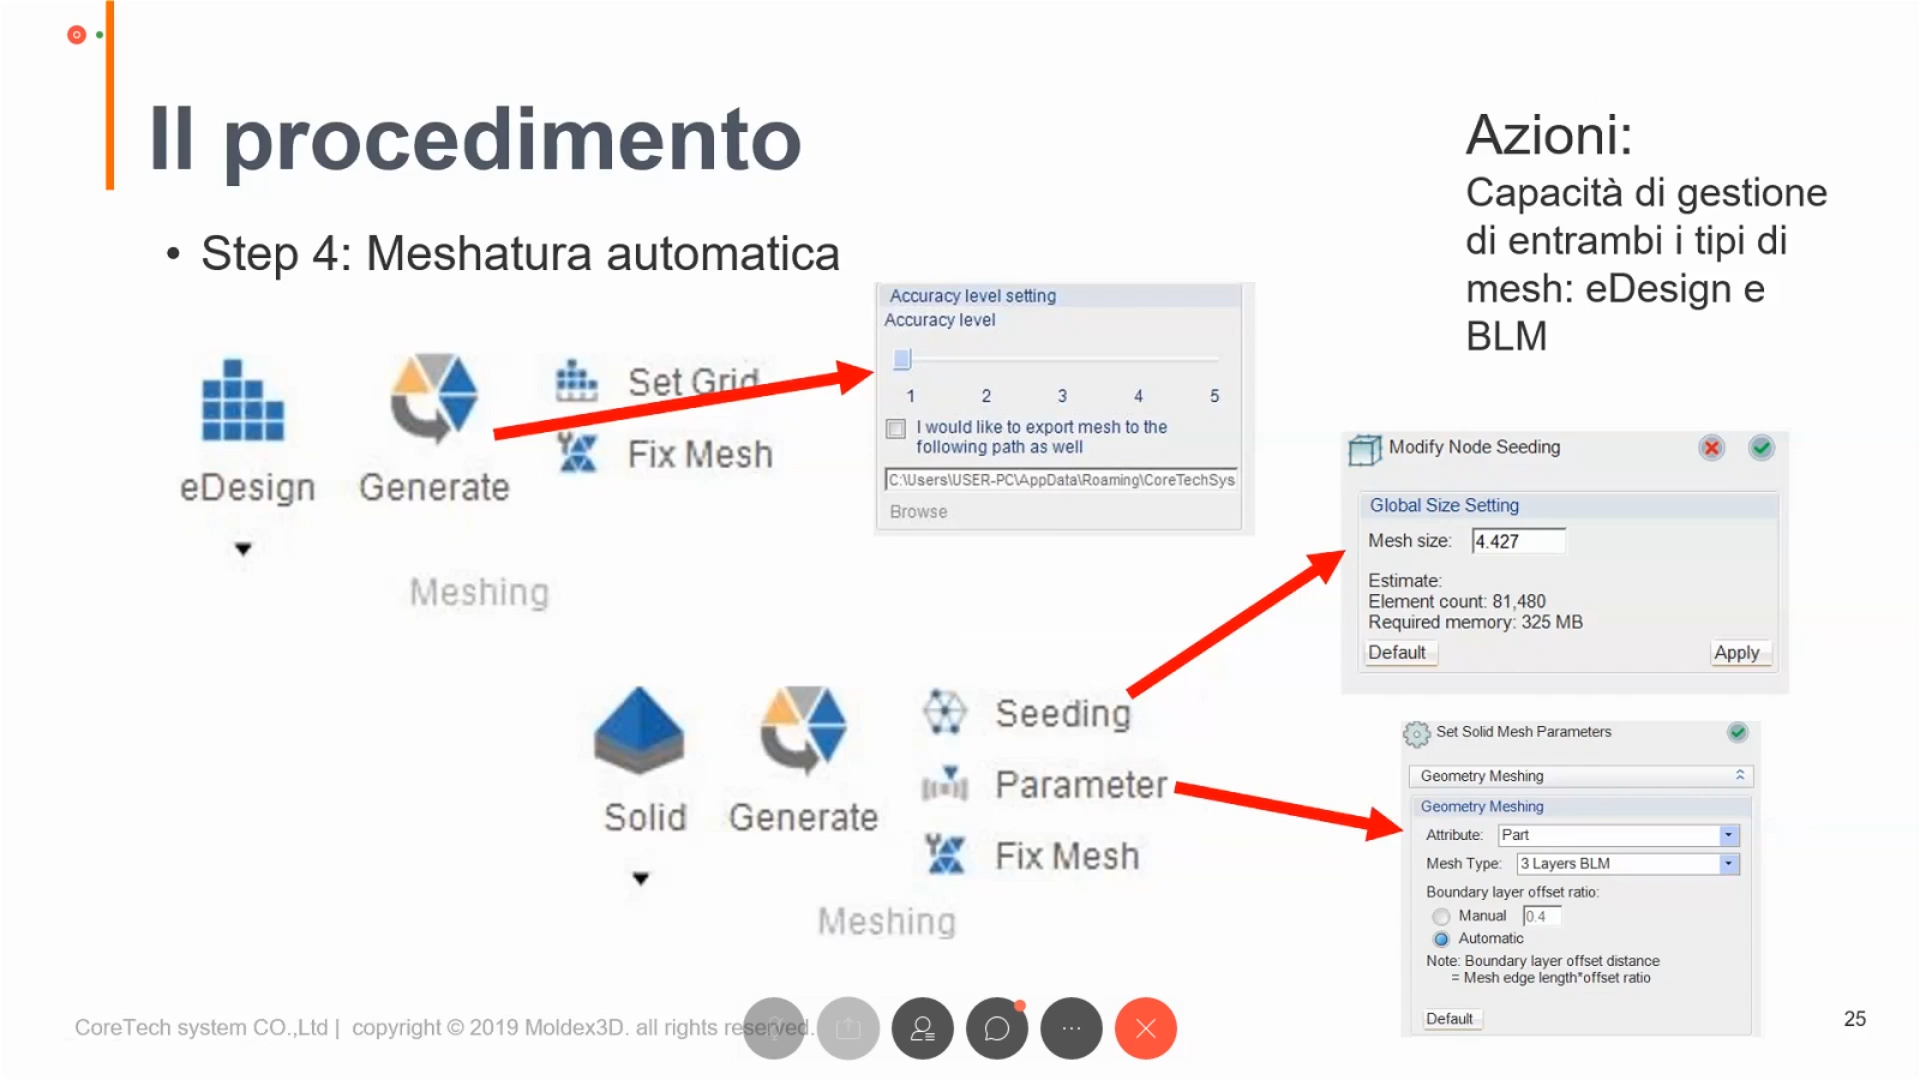 Il procedimento
• Step 4: Meshatura automatica
Azioni:
Capacità di gestione
di entrambi i tipi di
mesh: eDesign e
BLM
eDesign
Generate
Set Grid
Fix Mesh
Meshing
Accuracy level setting
Accuracy level
1 2 3 4 5
I would like to export mesh to the
following path as well
C:\Users\USER-PC\AppData\Roaming\CoreTechSys
Browse
Modify Node Seeding
Global Size Setting
Mesh size: 4.427
Estimate:
Element count: 81,480
Required memory: 325 MB
Default Apply
Solid
Generate
Seeding
Parameter
Fix Mesh
Meshing
Set Solid Mesh Parameters
Geometry Meshing
Geometry Meshing
Attribute: Part
Mesh Type: 3 Layers BLM
Boundary layer offset ratio:
Manual 0.4
Automatic
Note: Boundary layer offset distance
= Mesh edge length*offset ratio
Default
CoreTech system CO.,Ltd | copyright © 2019 Moldex3D. all rights reserved.
25